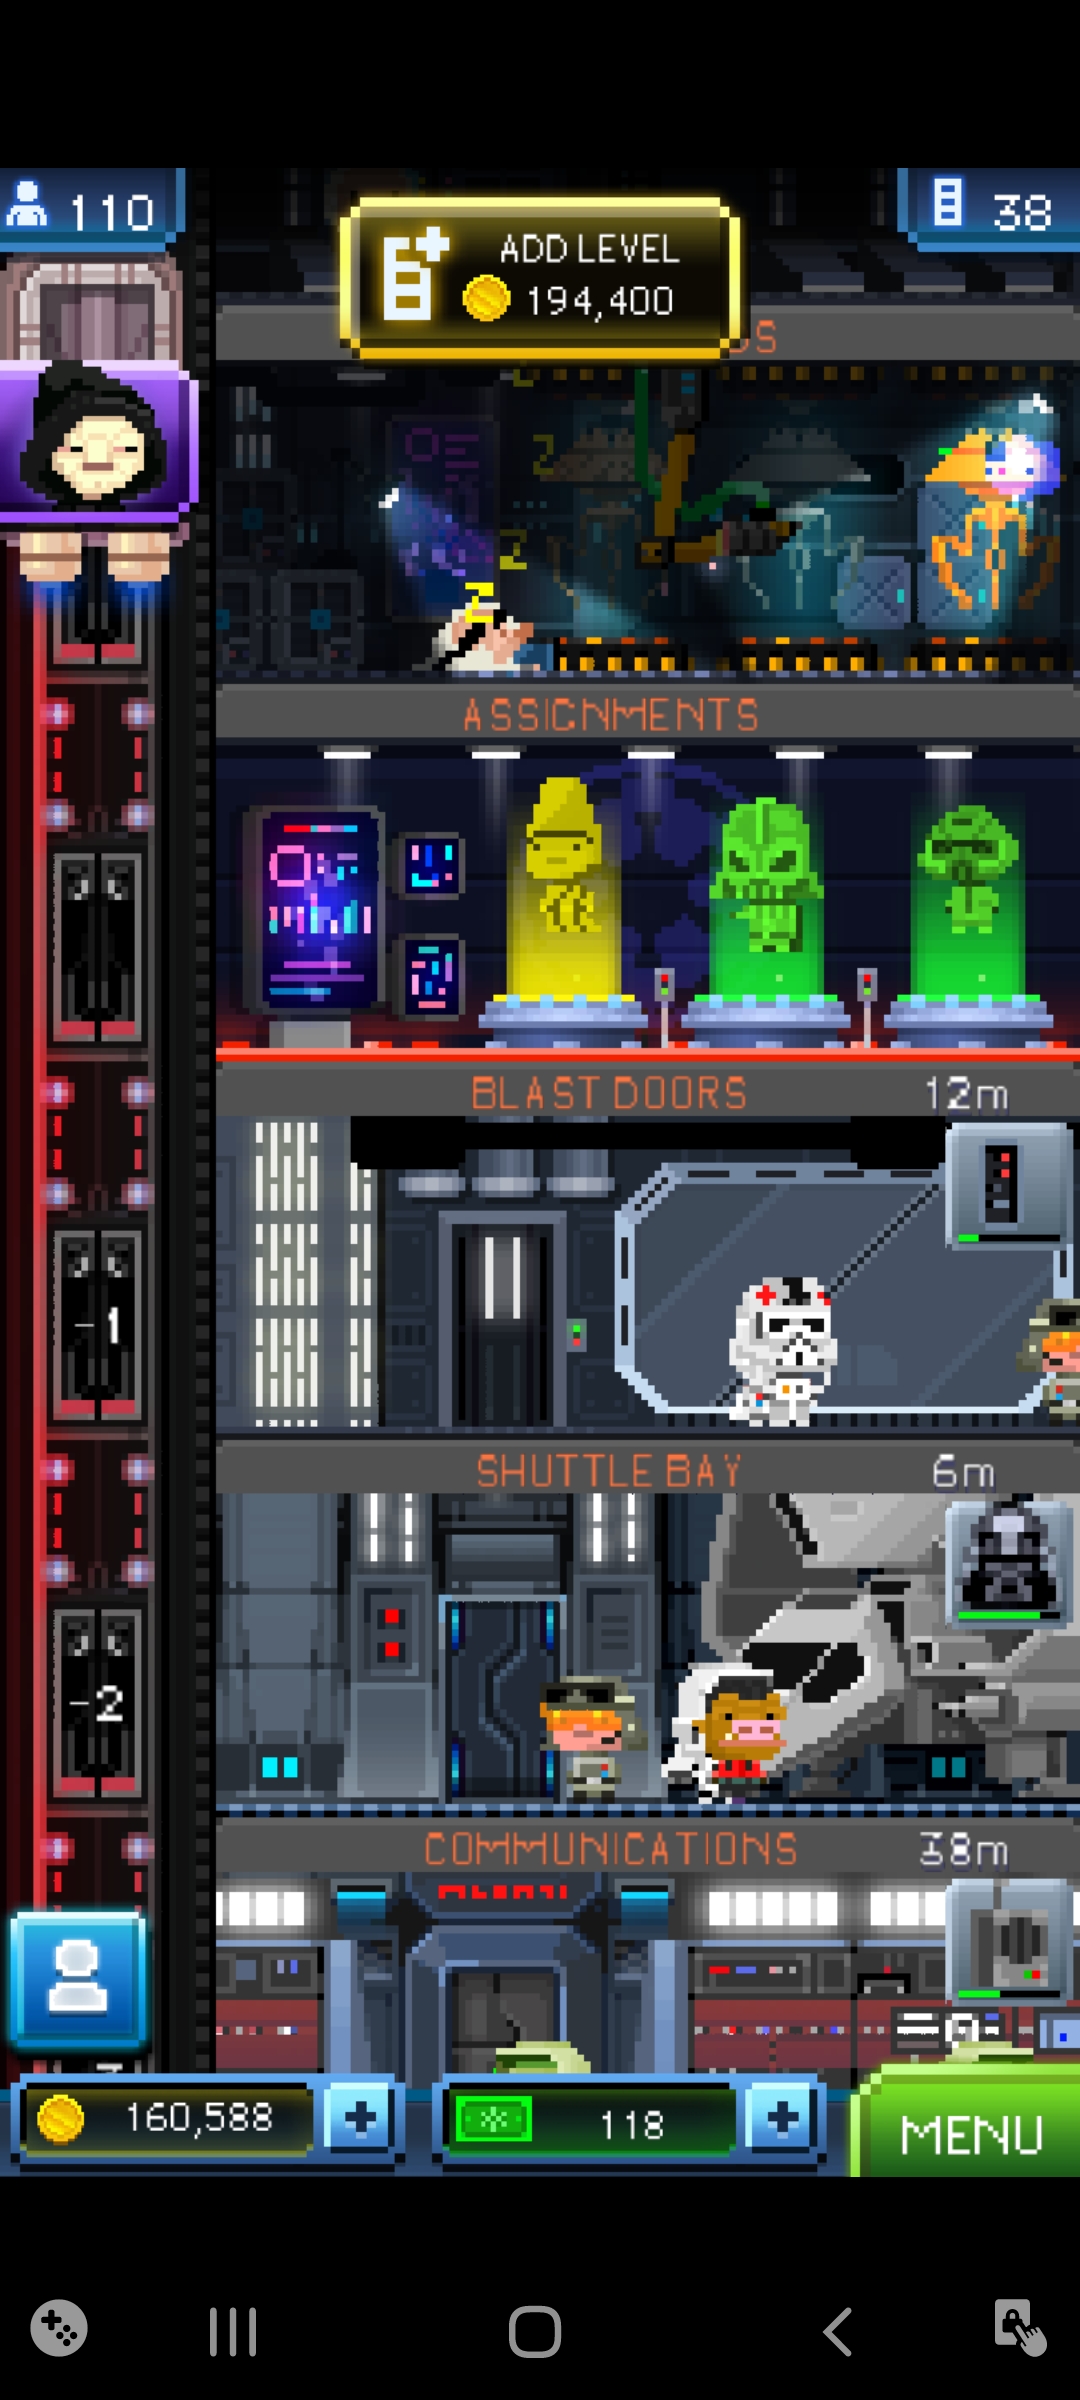 110
ADD LEVEL
194,400
38
DS
Z
Z
Z
ASSIGNMENTS
BLAST DOORS 12m
-1
SHUTTLE BAY 6m
-2
COMMUNICATIONS 38m
160,588
118
MENU